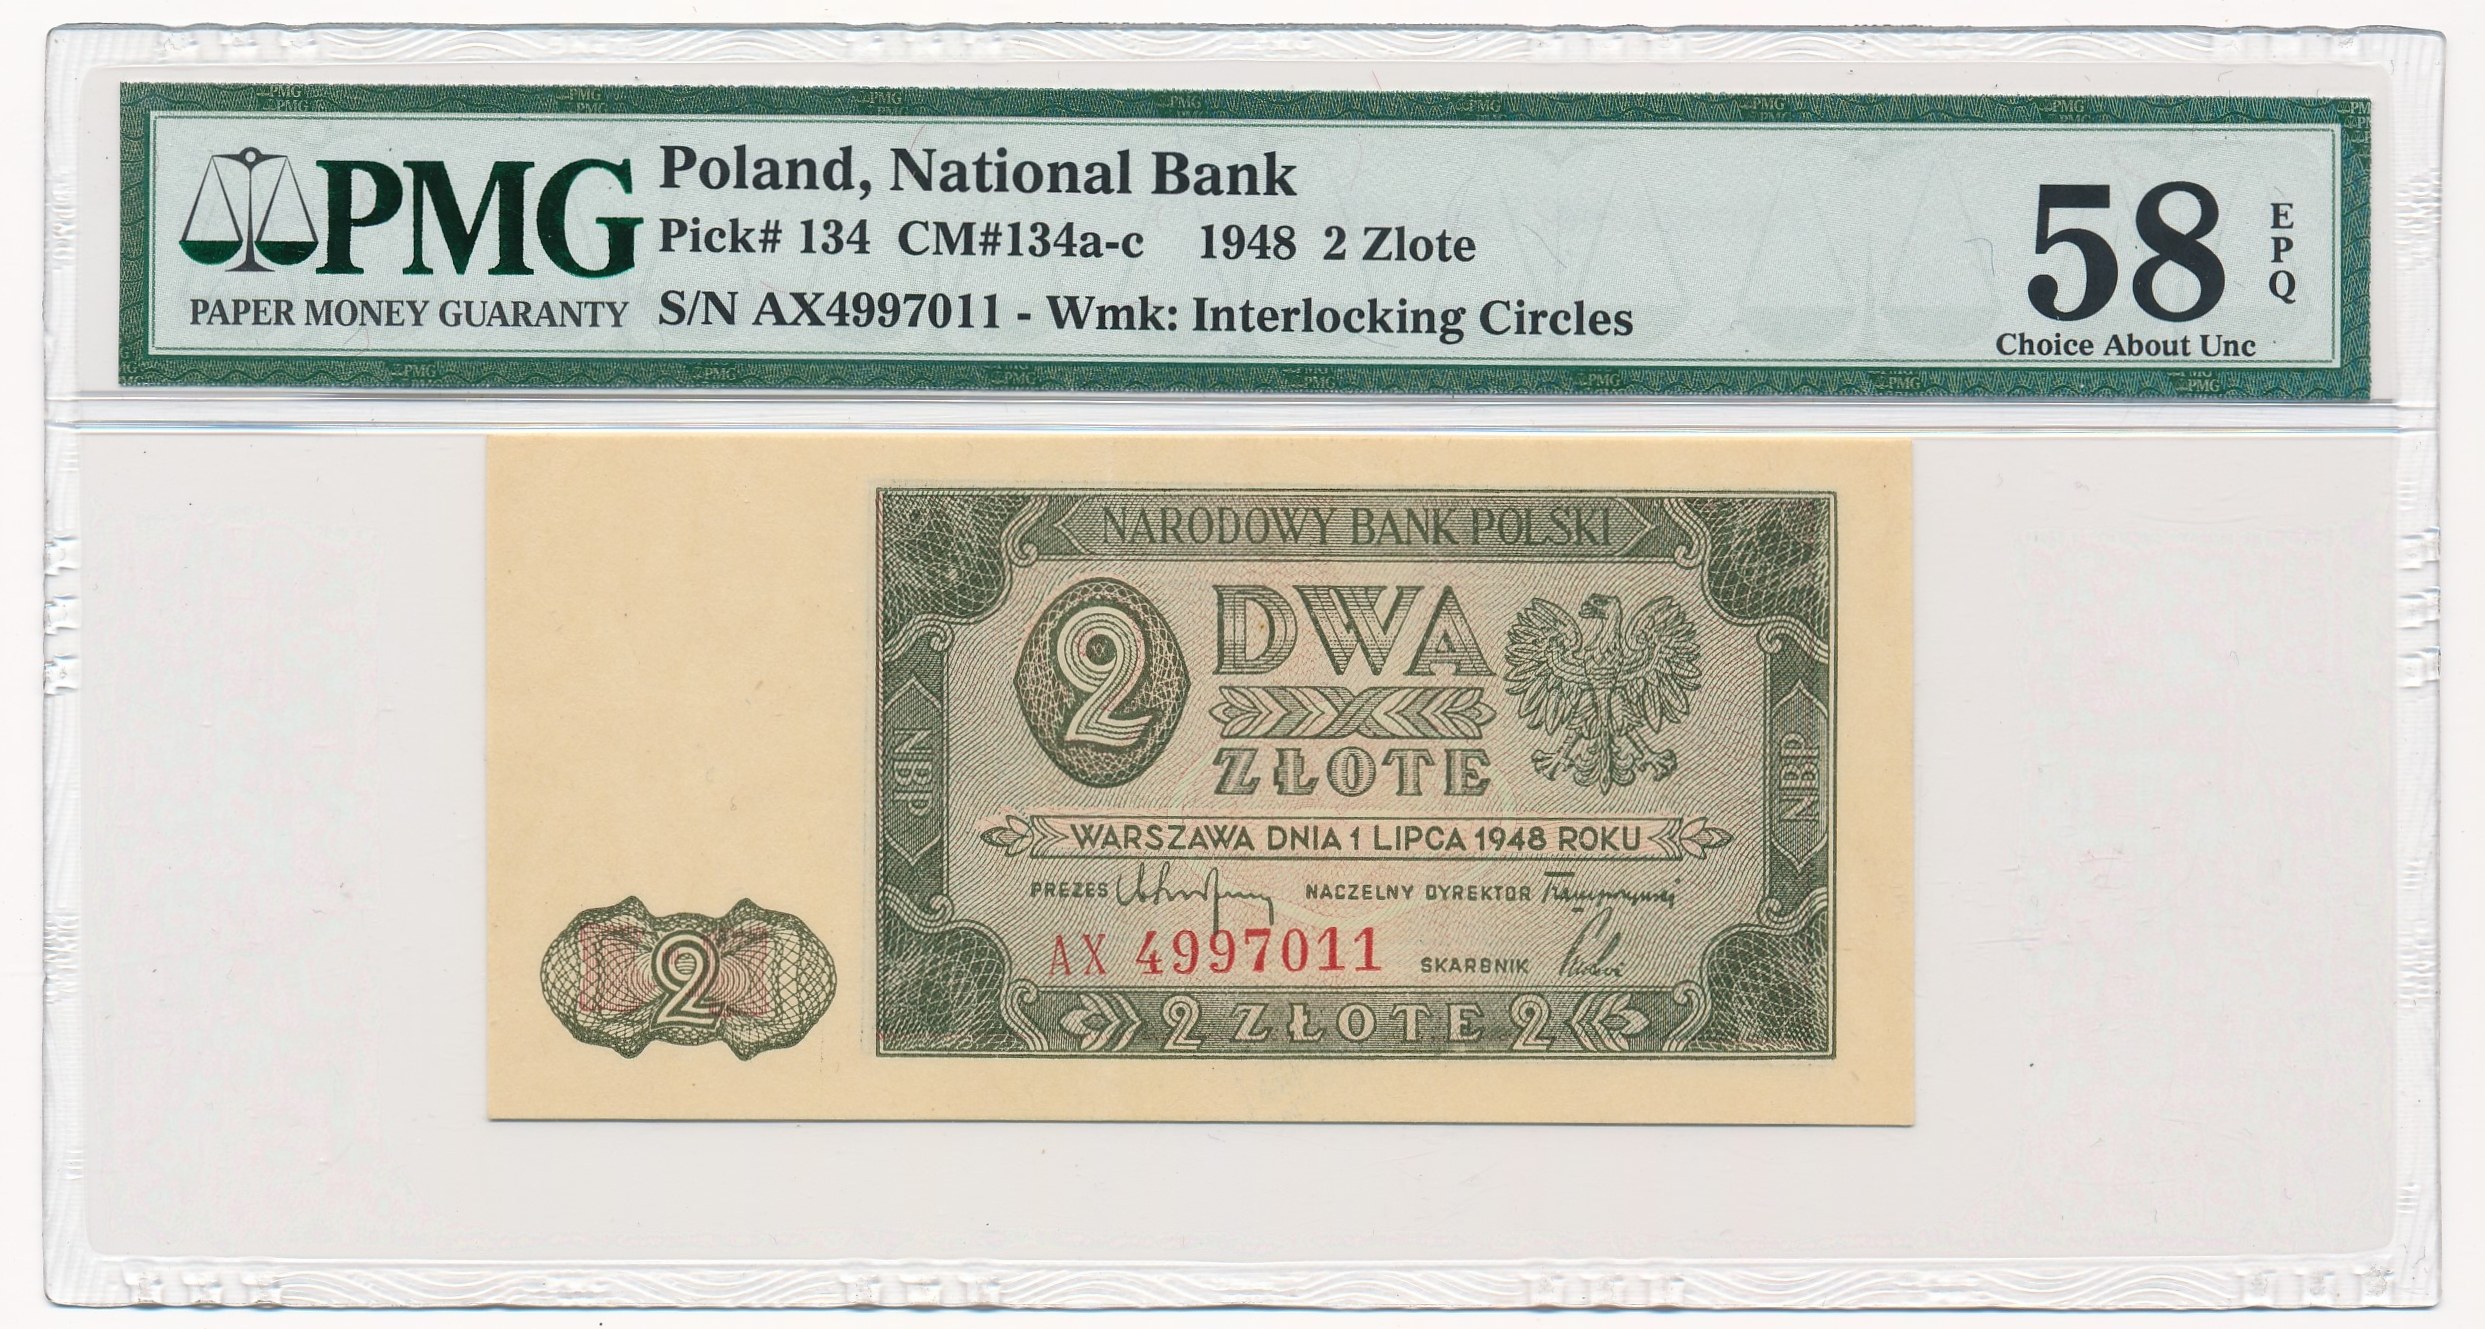 PMG
PAPER MONEY GUARANTY
Poland, National Bank
Pick# 134 CM#134a-c 1948 2 Zlote
S/N AX4997011 - Wmk: Interlocking Circles
58
EPQ
Choice About Unc
NARODOWY BANK POLSKI
2
DWA
ZŁOTE
NBP
NBP
WARSZAWA DNIA 1 LIPCA 1948 ROKU
PREZES NACZELNY DYREKTOR
AX 4997011
SKARBNIK
2
2 ZŁOTE 2